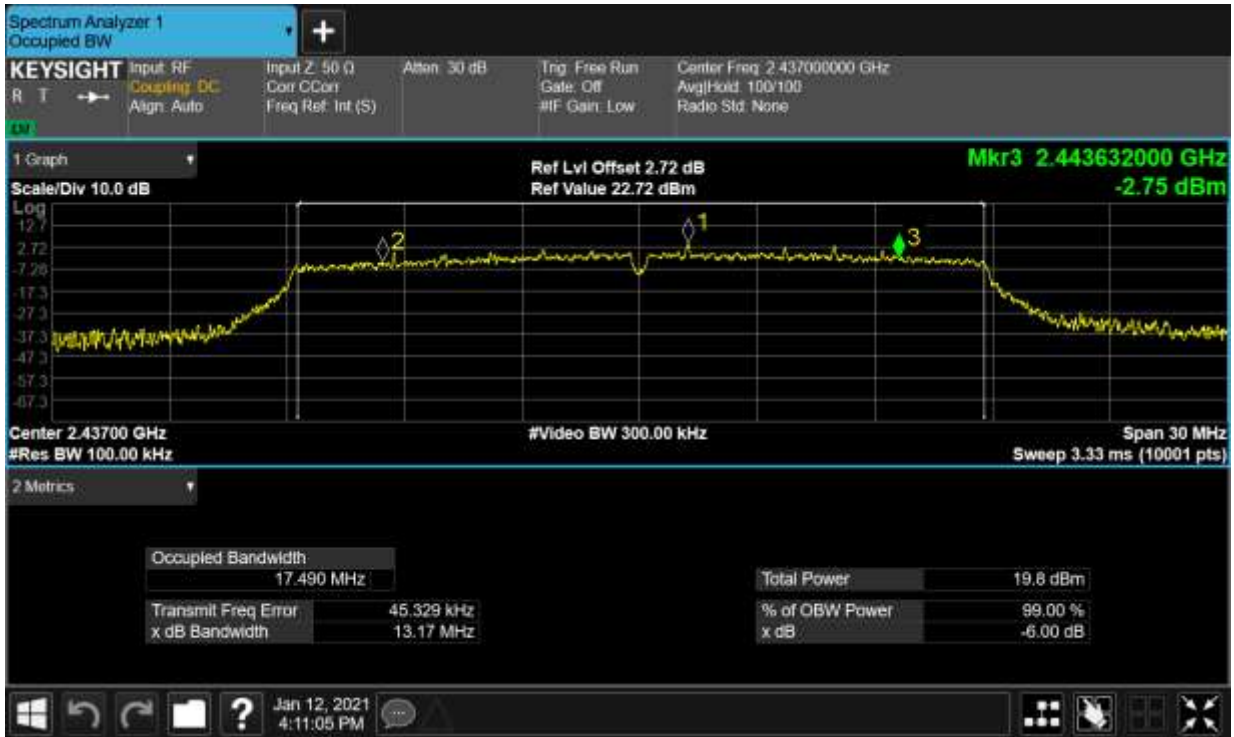 Spectrum Analyzer 1
Occupied BW
KEYSIGHT
R T
Input: RF
Coupling: DC
Align: Auto
Input Z: 50 Ω
Corr CCorr
Freq Ref: Int (S)
Atten: 30 dB
Trig: Free Run
Gate: Off
#IF Gain: Low
Center Freq: 2.437000000 GHz
Avg|Hold: 100/100
Radio Std: None
1 Graph
Scale/Div 10.0 dB
Ref Lvl Offset 2.72 dB
Ref Value 22.72 dBm
Mkr3 2.443632000 GHz
-2.75 dBm
Log
12.7
2.72
-7.28
-17.3
-27.3
-37.3
-47.3
-57.3
-67.3
2
1
3
Center 2.43700 GHz
#Res BW 100.00 kHz
#Video BW 300.00 kHz
Span 30 MHz
Sweep 3.33 ms (10001 pts)
2 Metrics
Occupied Bandwidth
17.490 MHz
Transmit Freq Error 45.329 kHz
x dB Bandwidth 13.17 MHz
Total Power 19.8 dBm
% of OBW Power 99.00 %
x dB -6.00 dB
?
Jan 12, 2021
4:11:05 PM